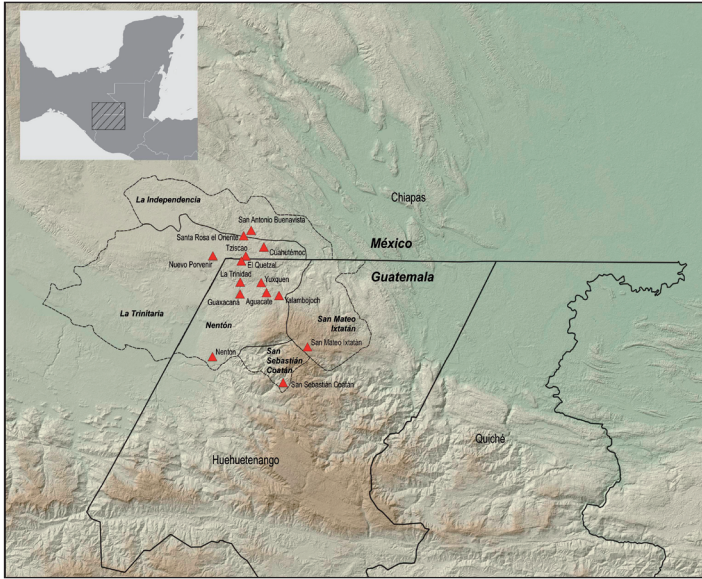 Chiapas
La Independencia
San Antonio Buenavista
Santa Rosa el Oriente
México
Cuahutémoc
Tziscao
Nuevo Porvenir
El Quetzal
Guatemala
La Trinidad
Yuxquen
Guaxacaná
Aguacate
Yalambojoch
La Trinitaria
Nentón
San Mateo
Ixtatán
San Mateo Ixtatán
San
Sebastián
Coatán
Nentón
San Sebastián Coatán
Quiché
Huehuetenango